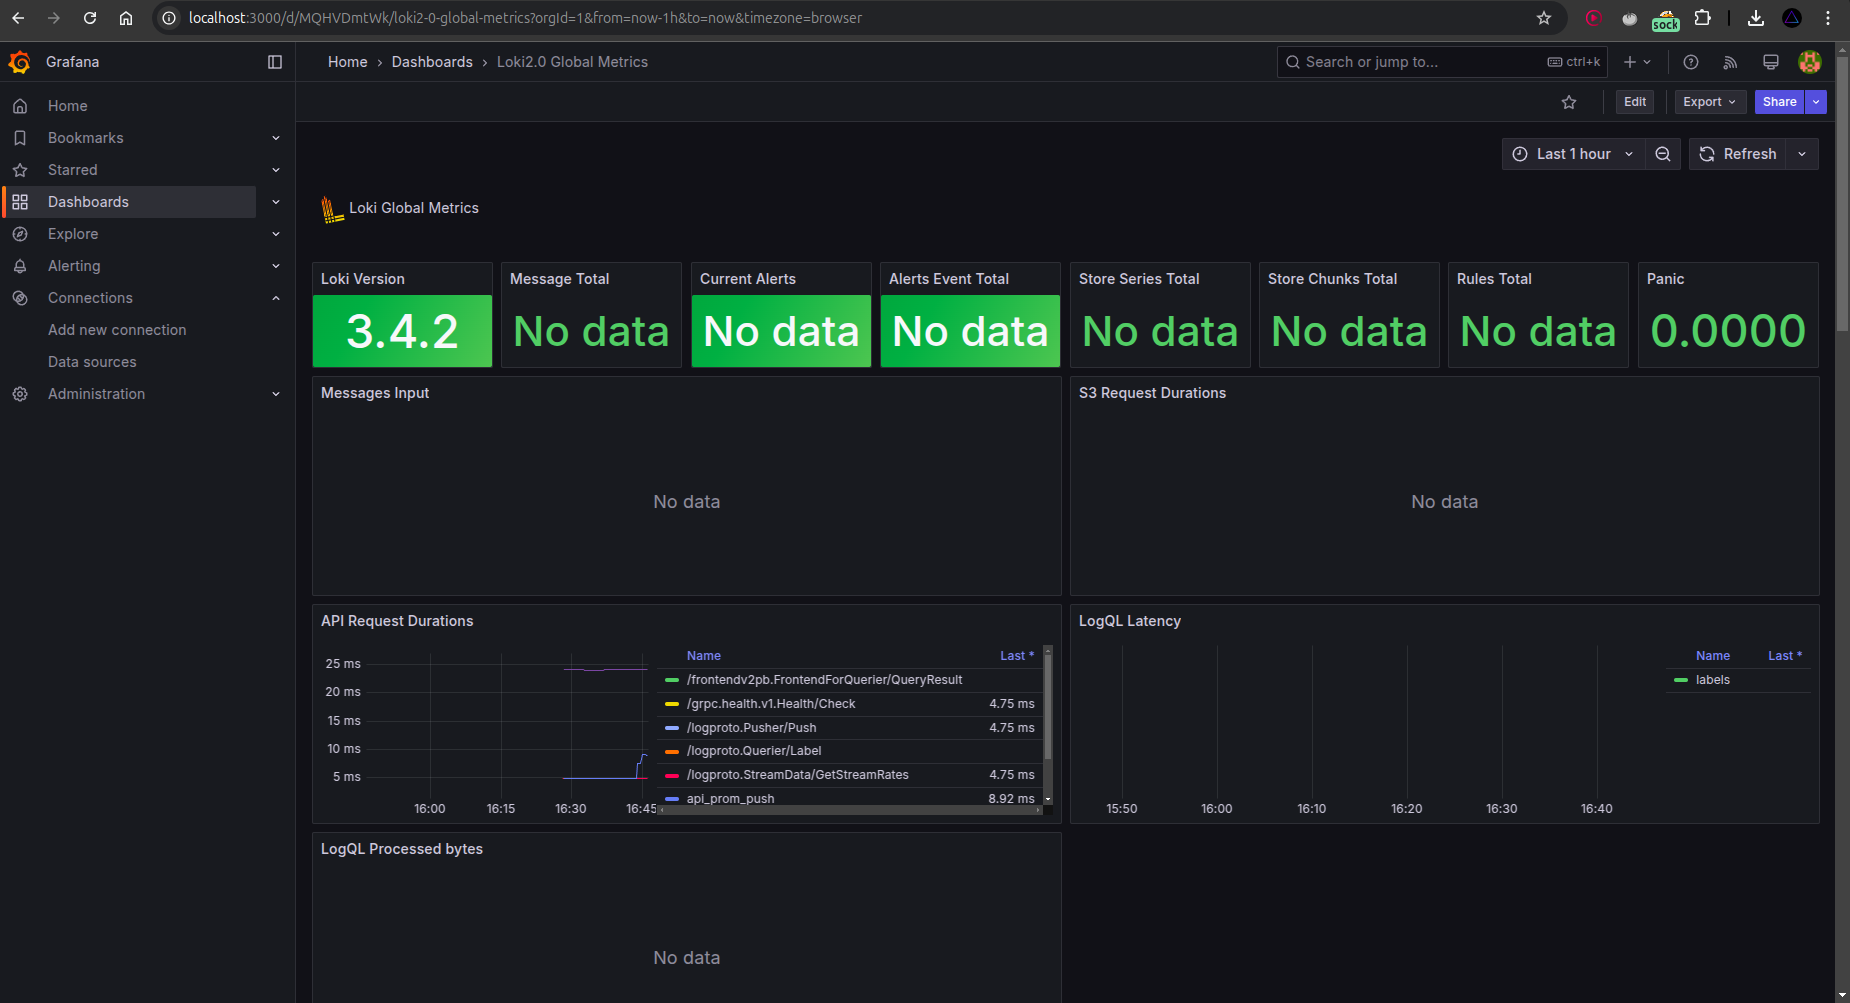 localhost:3000/d/MQHVDmtWk/loki2-0-global-metrics?orgId=1&from=now-1h&to=now&timezone=browser
sock
Grafana
Home › Dashboards › Loki2.0 Global Metrics
Search or jump to...
ctrl+k
Edit
Export
Share
Home
Bookmarks
Starred
Dashboards
Explore
Alerting
Connections
Add new connection
Data sources
Administration
Last 1 hour
Refresh
Loki Global Metrics
Loki Version
3.4.2
Message Total
No data
Current Alerts
No data
Alerts Event Total
No data
Store Series Total
No data
Store Chunks Total
No data
Rules Total
No data
Panic
0.0000
Messages Input
No data
S3 Request Durations
No data
API Request Durations
25 ms
20 ms
15 ms
10 ms
5 ms
16:00 16:15 16:30 16:45
Name Last *
/frontendv2pb.FrontendForQuerier/QueryResult
/grpc.health.v1.Health/Check 4.75 ms
/logproto.Pusher/Push 4.75 ms
/logproto.Querier/Label
/logproto.StreamData/GetStreamRates 4.75 ms
api_prom_push 8.92 ms
LogQL Latency
15:50 16:00 16:10 16:20 16:30 16:40
Name Last *
labels
LogQL Processed bytes
No data